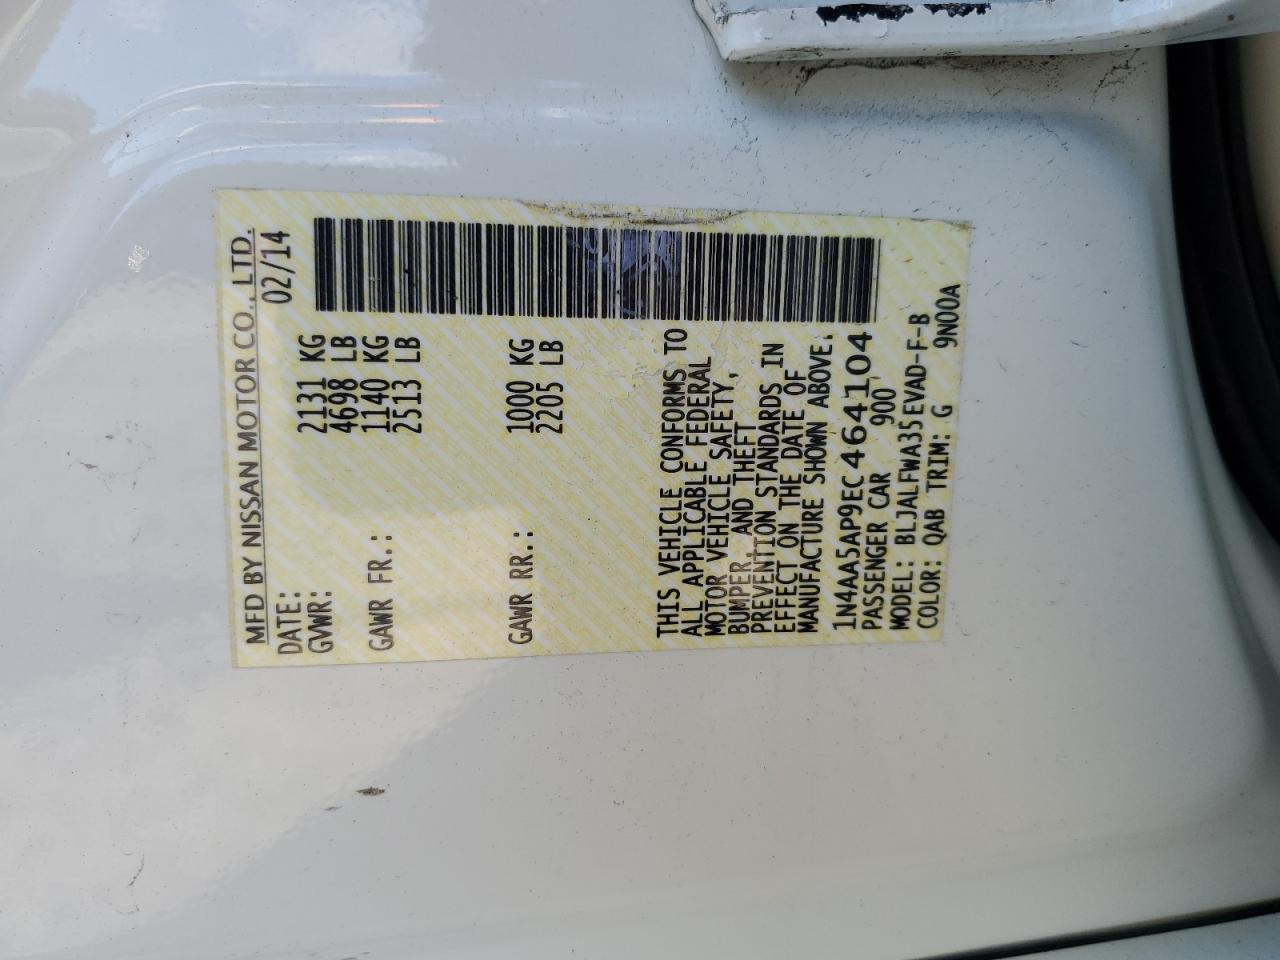 MFD BY NISSAN MOTOR CO., LTD.
DATE: 02/14
GVWR: 2131 KG
4698 LB
GAWR FR.: 1140 KG
2513 LB
GAWR RR.: 1000 KG
2205 LB
THIS VEHICLE CONFORMS TO
ALL APPLICABLE FEDERAL
MOTOR VEHICLE SAFETY,
BUMPER, AND THEFT
PREVENTION STANDARDS IN
EFFECT ON THE DATE OF
MANUFACTURE SHOWN ABOVE.
1N4AA5AP9EC464104
PASSENGER CAR 900
MODEL: BLJALFWA35EVAD-F-B
COLOR: QAB TRIM: G 9N00A